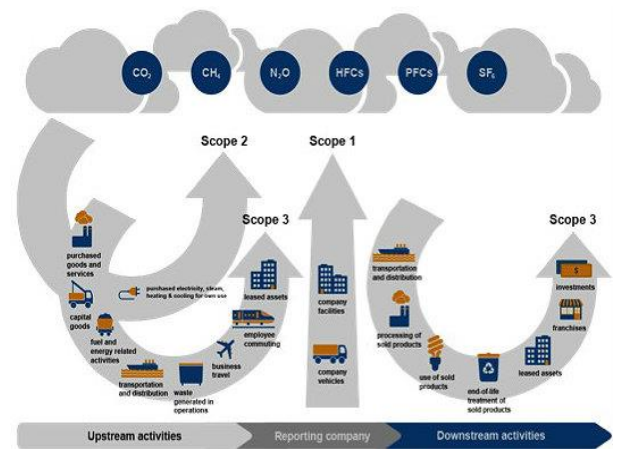 CO₂
CH₄
N₂O
HFCs
PFCs
SF₆
Scope 2
Scope 1
Scope 3
Scope 3
purchased
goods and
services
capital
goods
fuel and
energy related
activities
purchased electricity, steam,
heating & cooling for own use
transportation
and distribution
waste
generated in
operations
business
travel
employee
commuting
leased assets
company
facilities
company
vehicles
transportation
and distribution
processing of
sold products
use of sold
products
end-of-life
treatment of
sold products
leased assets
franchises
$
investments
Upstream activities
Reporting company
Downstream activities